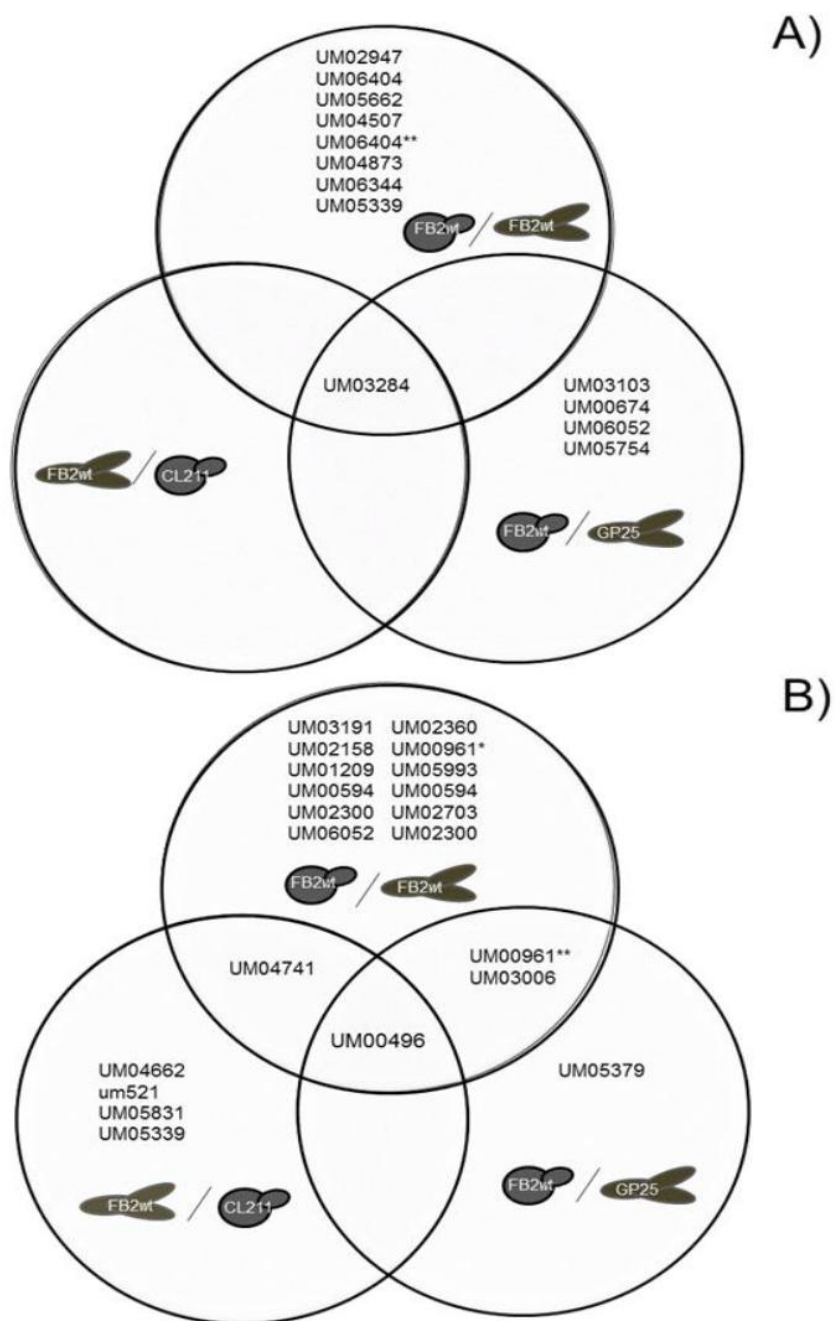 A)
UM02947
UM06404
UM05662
UM04507
UM06404**
UM04873
UM06344
UM05339
FB2wt / FB2wt
UM03284
UM03103
UM00674
UM06052
UM05754
FB2wt / CL211
FB2wt / GP25
B)
UM03191 UM02360
UM02158 UM00961*
UM01209 UM05993
UM00594 UM00594
UM02300 UM02703
UM06052 UM02300
FB2wt / FB2wt
UM04741
UM00961**
UM03006
UM00496
UM04662
um521
UM05831
UM05339
UM05379
FB2wt / CL211
FB2wt / GP25